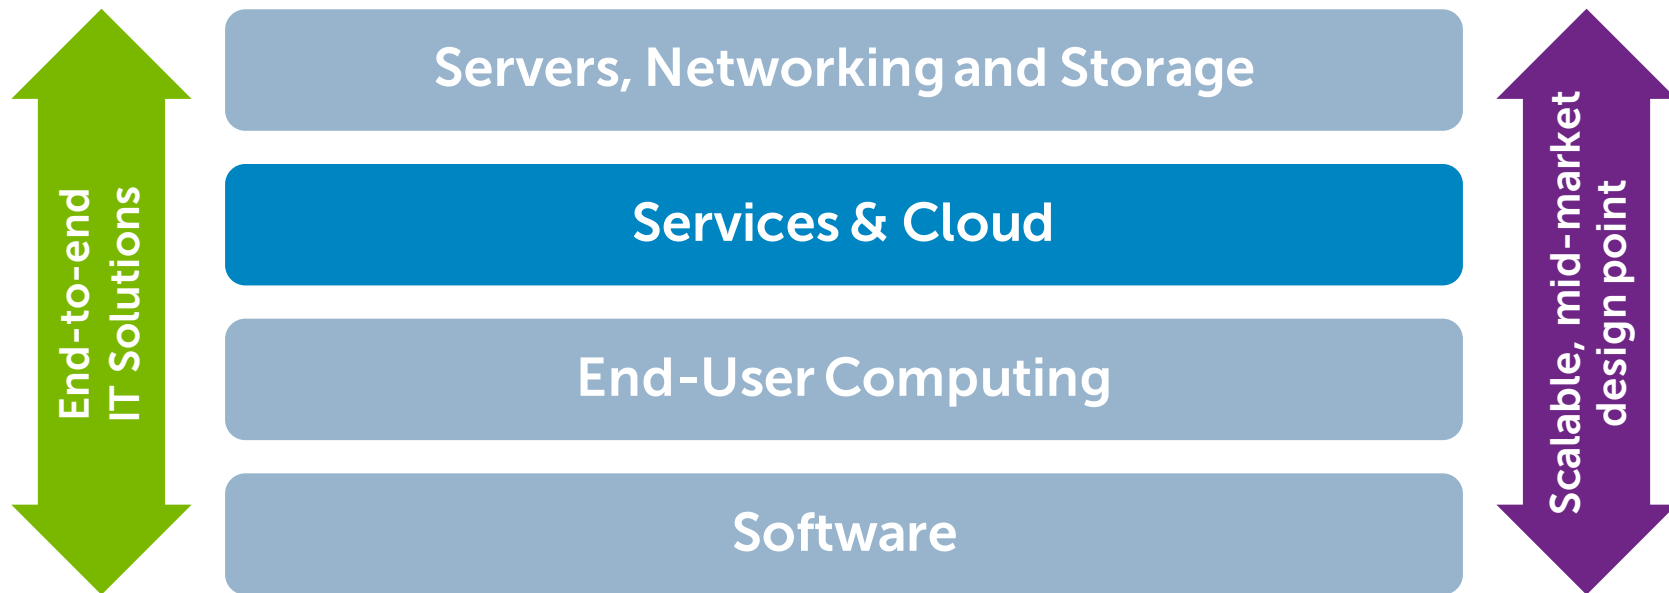 End-to-end
IT Solutions
Servers, Networking and Storage
Services & Cloud
End-User Computing
Software
Scalable, mid-market
design point